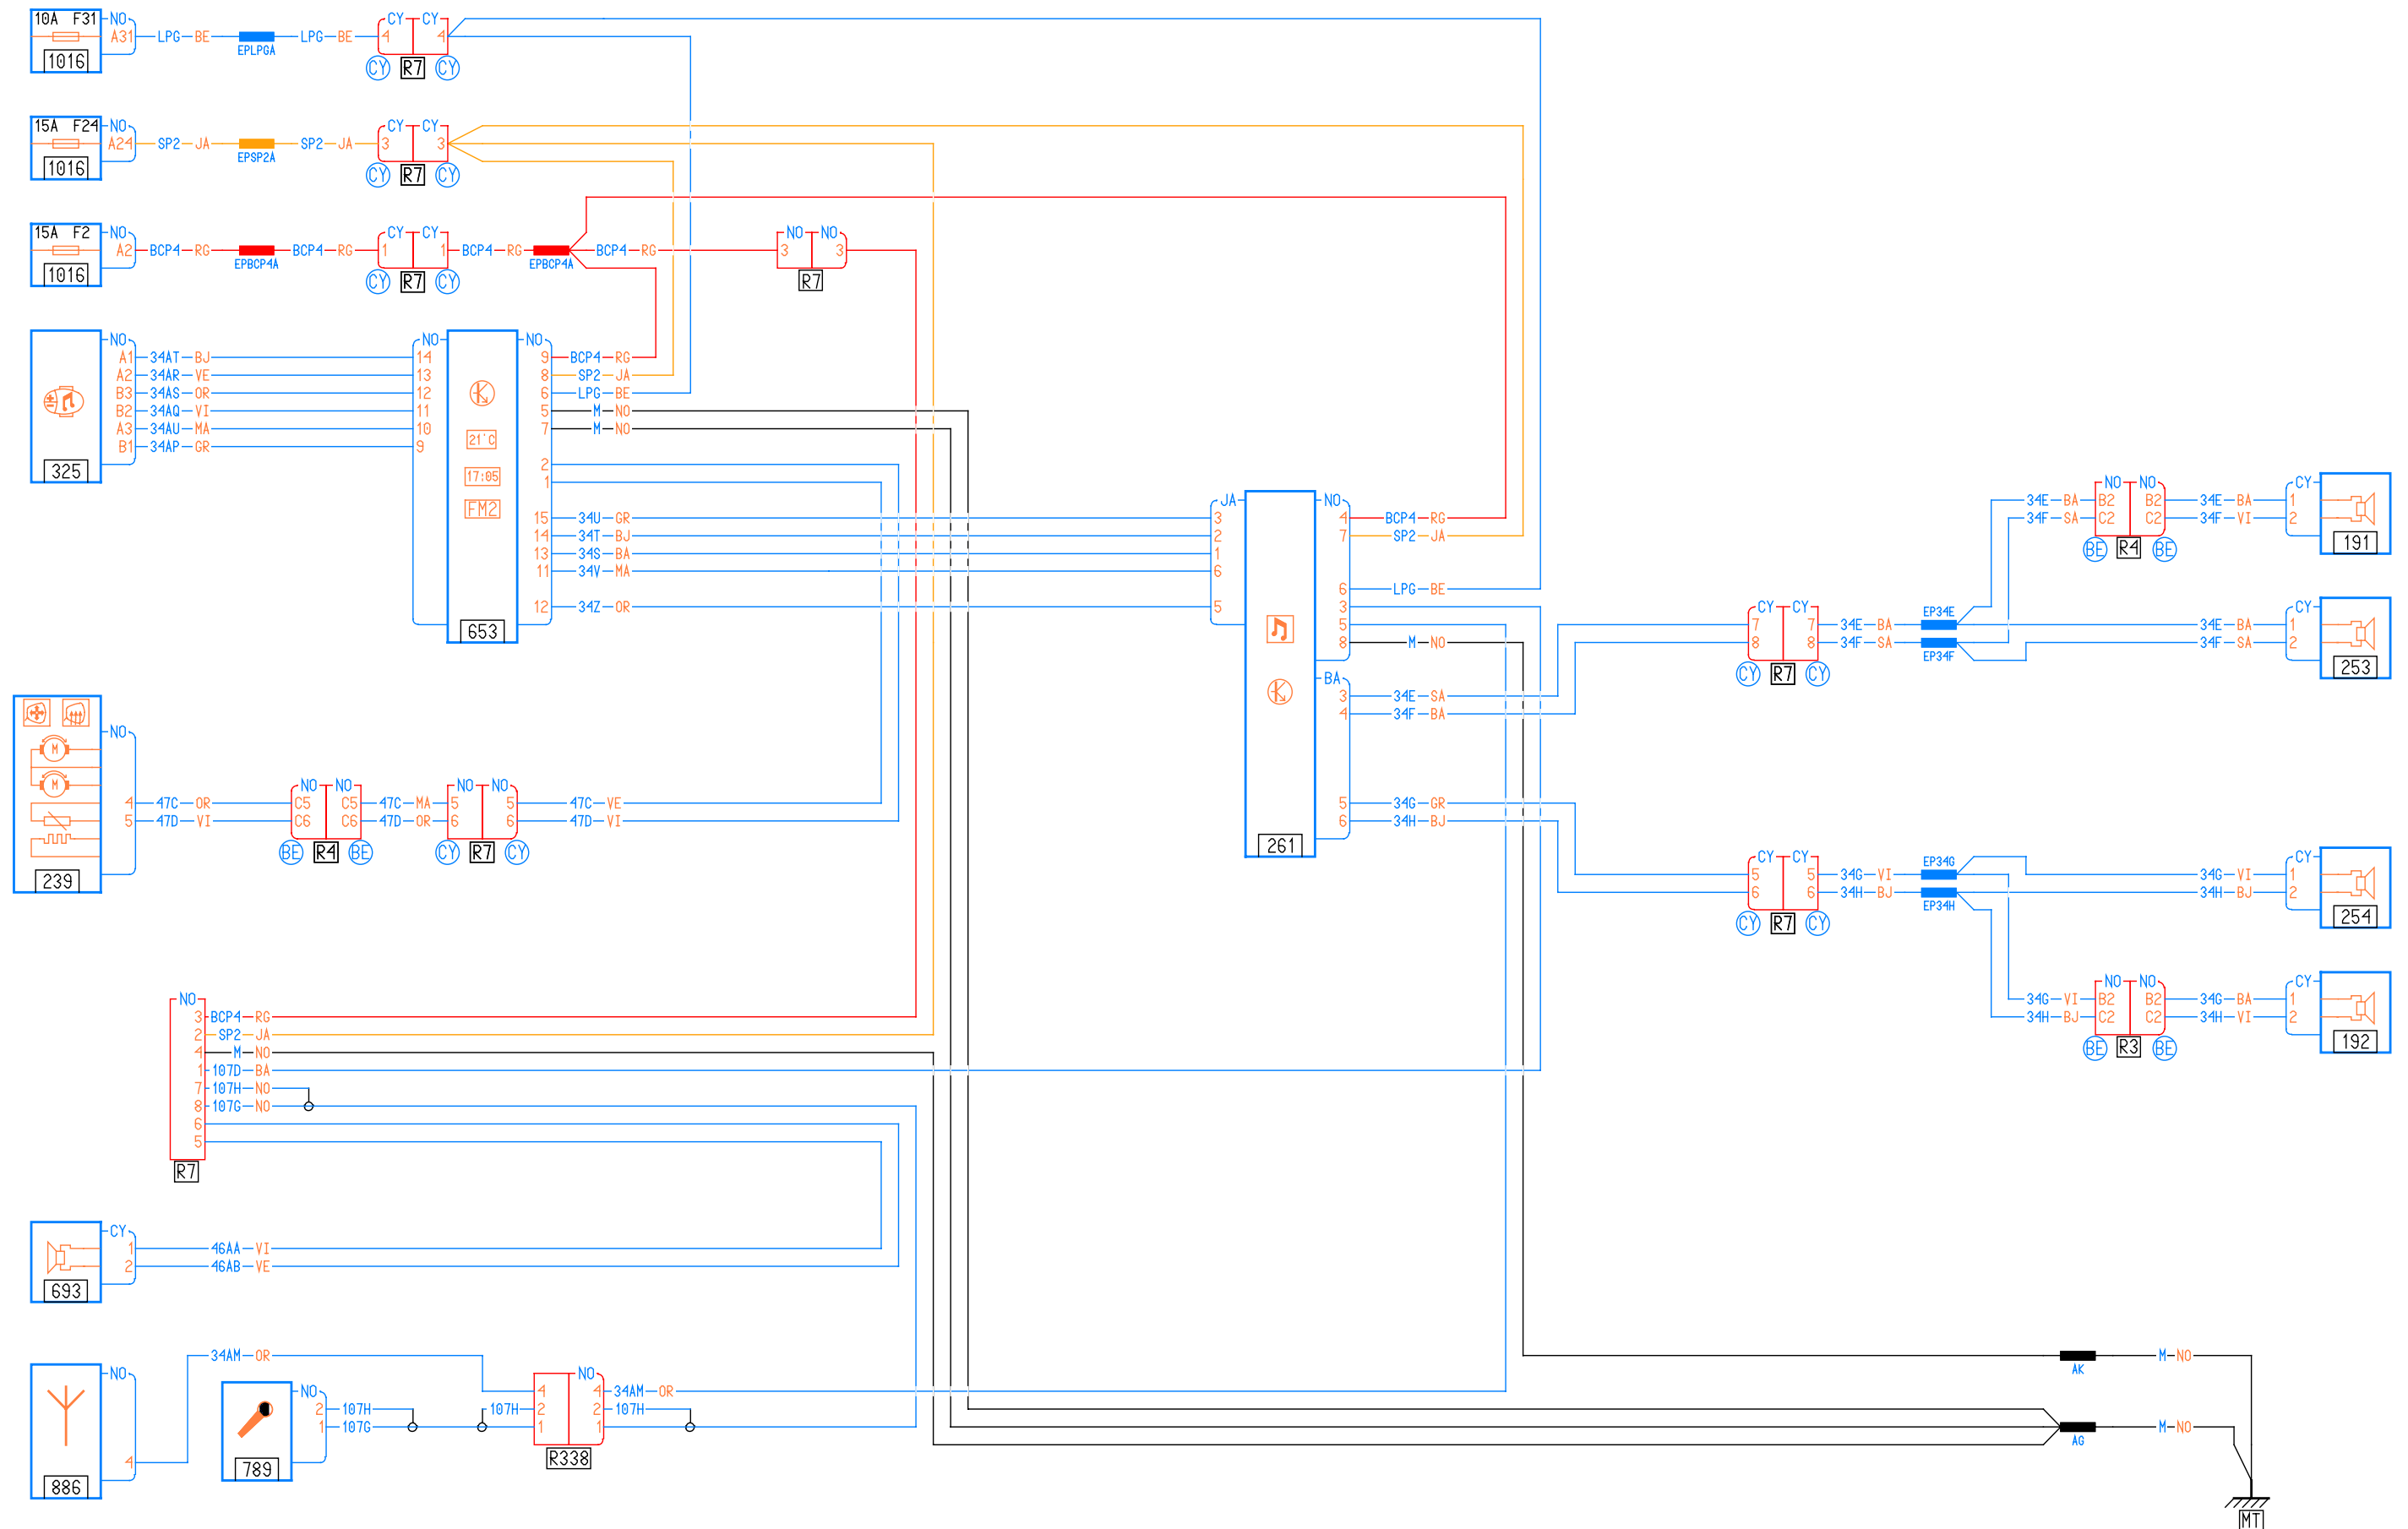 10A F31 NO CY CY
A31 LPG BE LPG BE 4 4
EPLPGA
1016 CY R7 CY
15A F24 NO CY CY
A24 SP2 JA SP2 JA 3 3
EPSP2A
1016 CY R7 CY
15A F2 NO CY CY NO NO
A2 BCP4 RG BCP4 RG 1 1 BCP4 RG BCP4 RG 3 3
EPBCP4A EPBCP4A
1016 CY R7 CY R7
NO NO NO
A1 34AT BJ 14 9 BCP4 RG
A2 34AR VE 13 8 SP2 JA
B3 34AS OR 12 6 LPG BE
B2 34AQ VI 11 5 M NO
A3 34AU MA 10 7 M NO
B1 34AP GR 9
21°C
325 2
17:05 1
FM2
15 34U GR
14 34T BJ
13 34S BA
11 34V MA
12 34Z OR
653
JA NO
3 4 BCP4 RG
2 7 SP2 JA
1
6
6 LPG BE
5 3
5
8 M NO
BA
3 34E SA
4 34F BA
5 34G GR
6 34H BJ
261
NO NO CY
34E BA B2 B2 34E BA 1
34F SA C2 C2 34F VI 2
BE R4 BE 191
CY CY EP34E CY
7 7 34E BA 34E BA 1
8 8 34F SA 34F SA 2
EP34F
CY R7 CY 253
NO
M
M
NO NO NO NO
4 47C OR C5 C5 47C MA 5 5 47C VE
5 47D VI C6 C6 47D OR 6 6 47D VI
BE R4 BE CY R7 CY
239
CY CY EP34G CY
5 5 34G VI 34G VI 1
6 6 34H BJ 34H BJ 2
EP34H
CY R7 CY 254
NO NO CY
34G VI B2 B2 34G BA 1
34H BJ C2 C2 34H VI 2
BE R3 BE 192
NO
3 BCP4 RG
2 SP2 JA
4 M NO
1 107D BA
7 107H NO
8 107G NO
6
5
R7
CY
1 46AA VI
2 46AB VE
693
34AM OR
NO NO NO
4 4 34AM OR
2 107H 107H 2 2 107H
1 107G 1 1
4
886 789 R338
M NO
AK
M NO
AG
MT